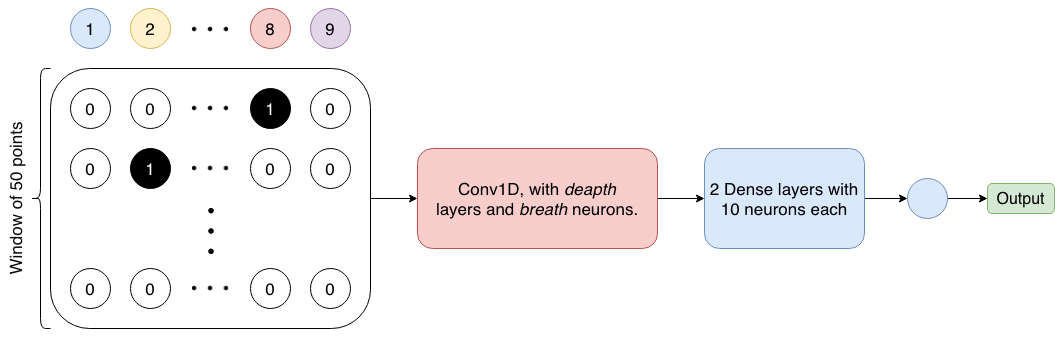 1 2 ... 8 9
Window of 50 points
0 0 ... 1 0
0 1 ... 0 0
0 0 ... 0 0
Conv1D, with deapth
layers and breath neurons.
2 Dense layers with
10 neurons each
Output